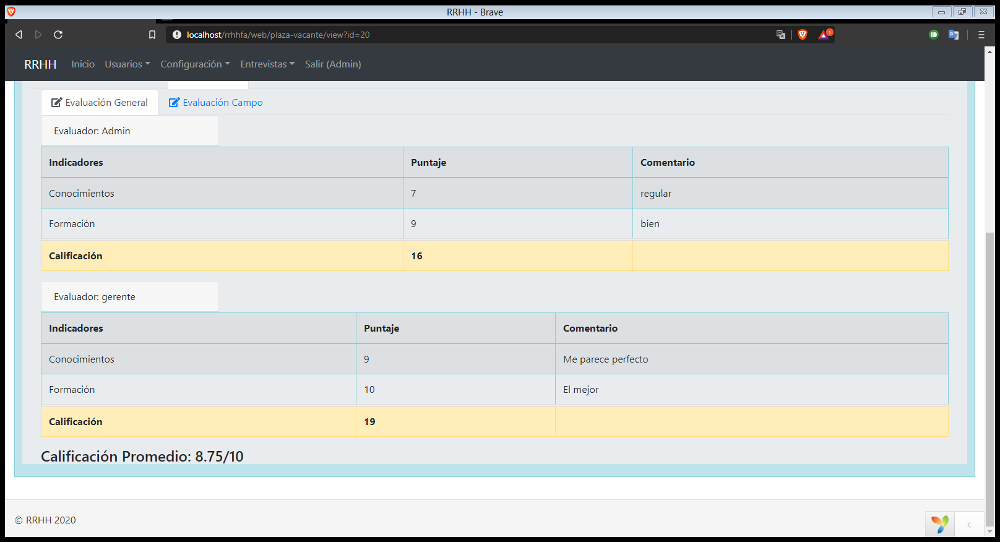 RRHH - Brave
localhost/rrhhfa/web/plaza-vacante/view?id=20
1
RRHH Inicio Usuarios Configuración Entrevistas Salir (Admin)
Evaluación General Evaluación Campo
Evaluador: Admin
Indicadores Puntaje Comentario
Conocimientos 7 regular
Formación 9 bien
Calificación 16
Evaluador: gerente
Indicadores Puntaje Comentario
Conocimientos 9 Me parece perfecto
Formación 10 El mejor
Calificación 19
Calificación Promedio: 8.75/10
© RRHH 2020